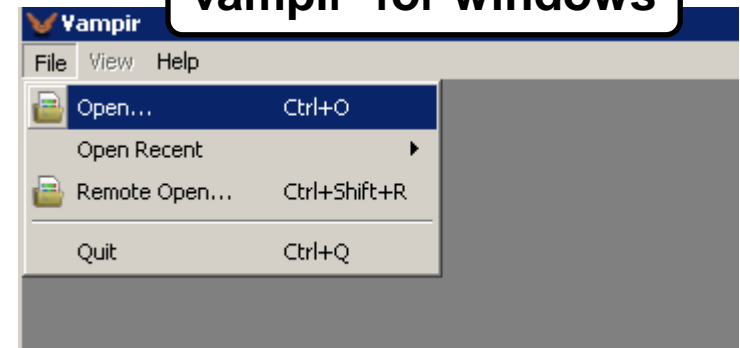 Vampir for windows
Vampir
File View Help
Open... Ctrl+O
Open Recent
Remote Open... Ctrl+Shift+R
Quit Ctrl+Q